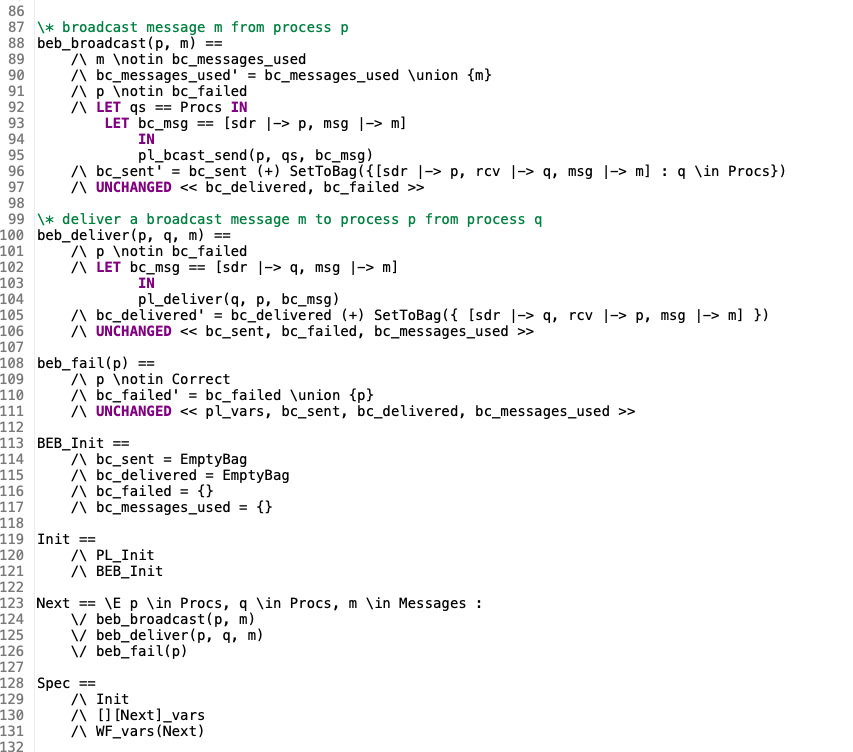 86
87 \* broadcast message m from process p
88 beb_broadcast(p, m) ==
89     /\ m \notin bc_messages_used
90     /\ bc_messages_used' = bc_messages_used \union {m}
91     /\ p \notin bc_failed
92     /\ LET qs == Procs IN
93         LET bc_msg == [sdr |-> p, msg |-> m]
94             IN
95             pl_bcast_send(p, qs, bc_msg)
96     /\ bc_sent' = bc_sent (+) SetToBag({[sdr |-> p, rcv |-> q, msg |-> m] : q \in Procs})
97     /\ UNCHANGED << bc_delivered, bc_failed >>
98
99 \* deliver a broadcast message m to process p from process q
100 beb_deliver(p, q, m) ==
101     /\ p \notin bc_failed
102     /\ LET bc_msg == [sdr |-> q, msg |-> m]
103             IN
104             pl_deliver(q, p, bc_msg)
105     /\ bc_delivered' = bc_delivered (+) SetToBag({ [sdr |-> q, rcv |-> p, msg |-> m] })
106     /\ UNCHANGED << bc_sent, bc_failed, bc_messages_used >>
107
108 beb_fail(p) ==
109     /\ p \notin Correct
110     /\ bc_failed' = bc_failed \union {p}
111     /\ UNCHANGED << pl_vars, bc_sent, bc_delivered, bc_messages_used >>
112
113 BEB_Init ==
114     /\ bc_sent = EmptyBag
115     /\ bc_delivered = EmptyBag
116     /\ bc_failed = {}
117     /\ bc_messages_used = {}
118
119 Init ==
120     /\ PL_Init
121     /\ BEB_Init
122
123 Next == \E p \in Procs, q \in Procs, m \in Messages :
124     \/ beb_broadcast(p, m)
125     \/ beb_deliver(p, q, m)
126     \/ beb_fail(p)
127
128 Spec ==
129     /\ Init
130     /\ [][Next]_vars
131     /\ WF_vars(Next)
132